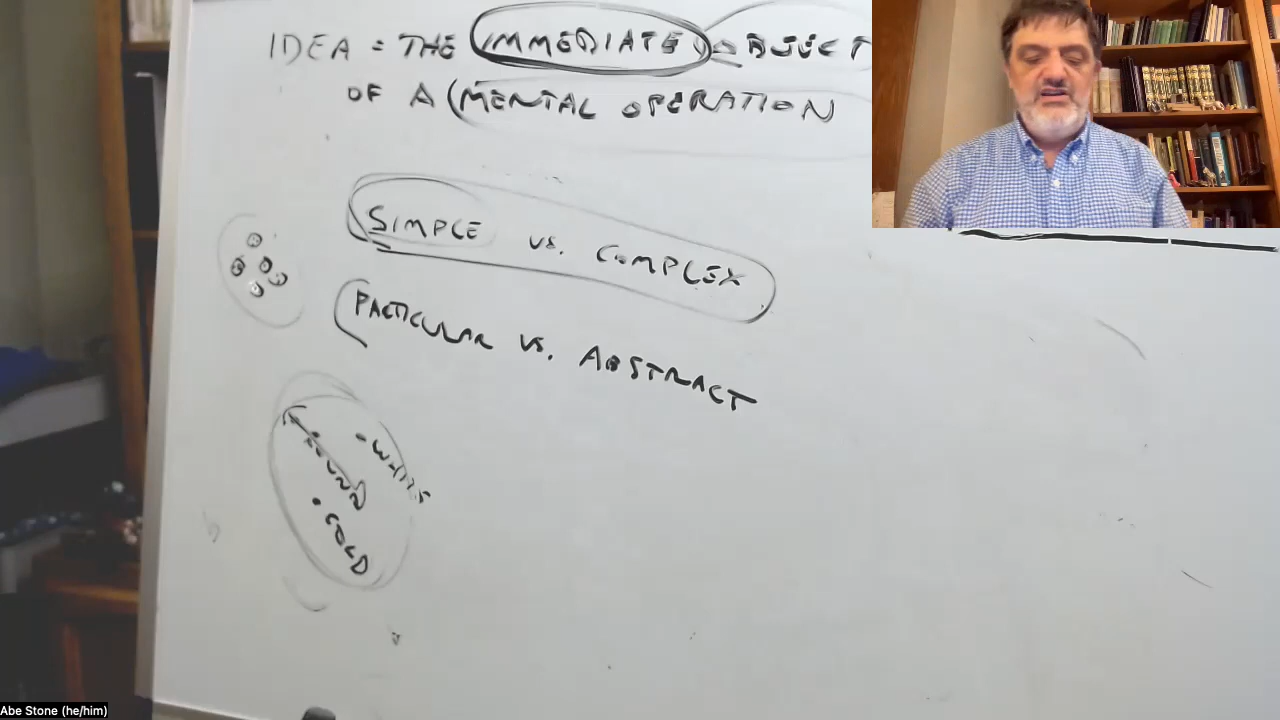 IDEA = THE IMMEDIATE OBJECT
OF A MENTAL OPERATION
SIMPLE VS. COMPLEX
PARTICULAR VS. ABSTRACT
WHITE
ROUND
COLD
Abe Stone (he/him)